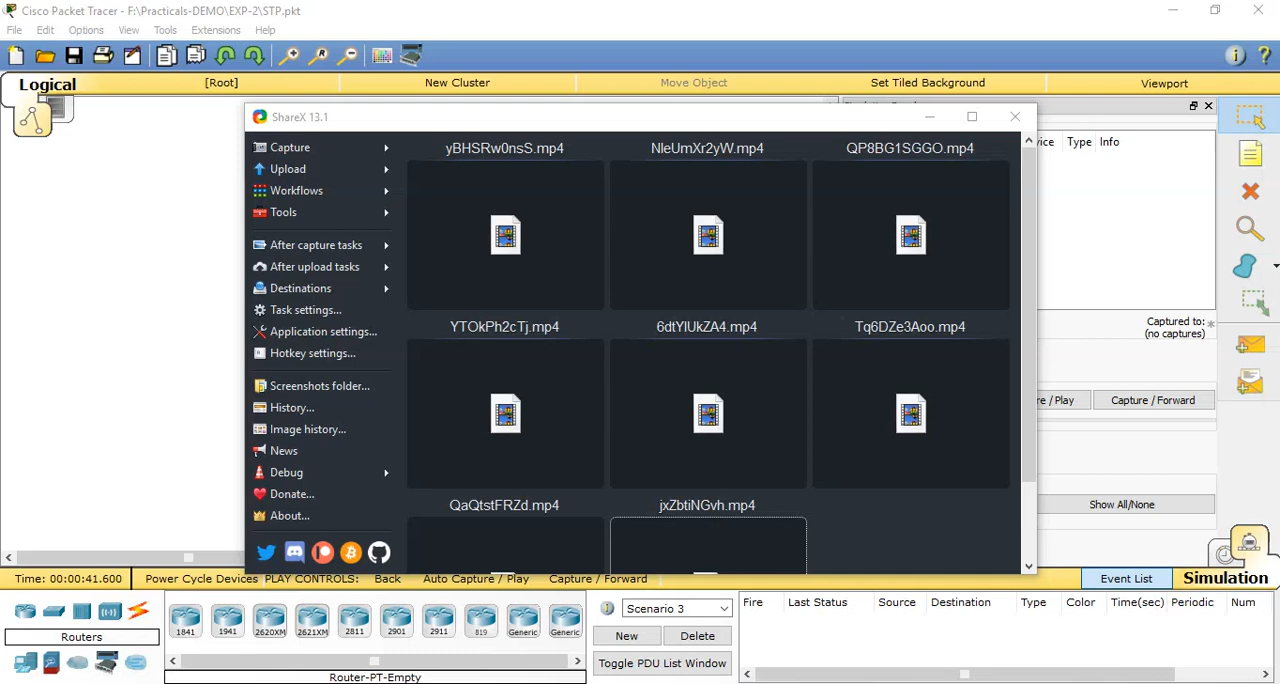 Cisco Packet Tracer - F:\Practicals-DEMO\EXP-2\STP.pkt
File Edit Options View Tools Extensions Help
Logical [Root] New Cluster Move Object Set Tiled Background Viewport
ShareX 13.1
Capture
Upload
Workflows
Tools
After capture tasks
After upload tasks
Destinations
Task settings...
Application settings...
Hotkey settings...
Screenshots folder...
History...
Image history...
News
Debug
Donate...
About...
yBHSRw0nsS.mp4 NIeUmXr2yW.mp4 QP8BG1SGGO.mp4
YTOkPh2cTj.mp4 6dtYlUkZA4.mp4 Tq6DZe3Aoo.mp4
QaQtstFRZd.mp4 jxZbtiNGvh.mp4
Type Info
Captured to:
(no captures)
/ Play Capture / Forward
Show All/None
Time: 00:00:41.600 Power Cycle Devices PLAY CONTROLS: Back Auto Capture / Play Capture / Forward Event List Simulation
Routers
1841 1941 2620XM 2621XM 2811 2901 2911 819 Generic Generic
Router-PT-Empty
Scenario 3
New Delete
Toggle PDU List Window
Fire Last Status Source Destination Type Color Time(sec) Periodic Num